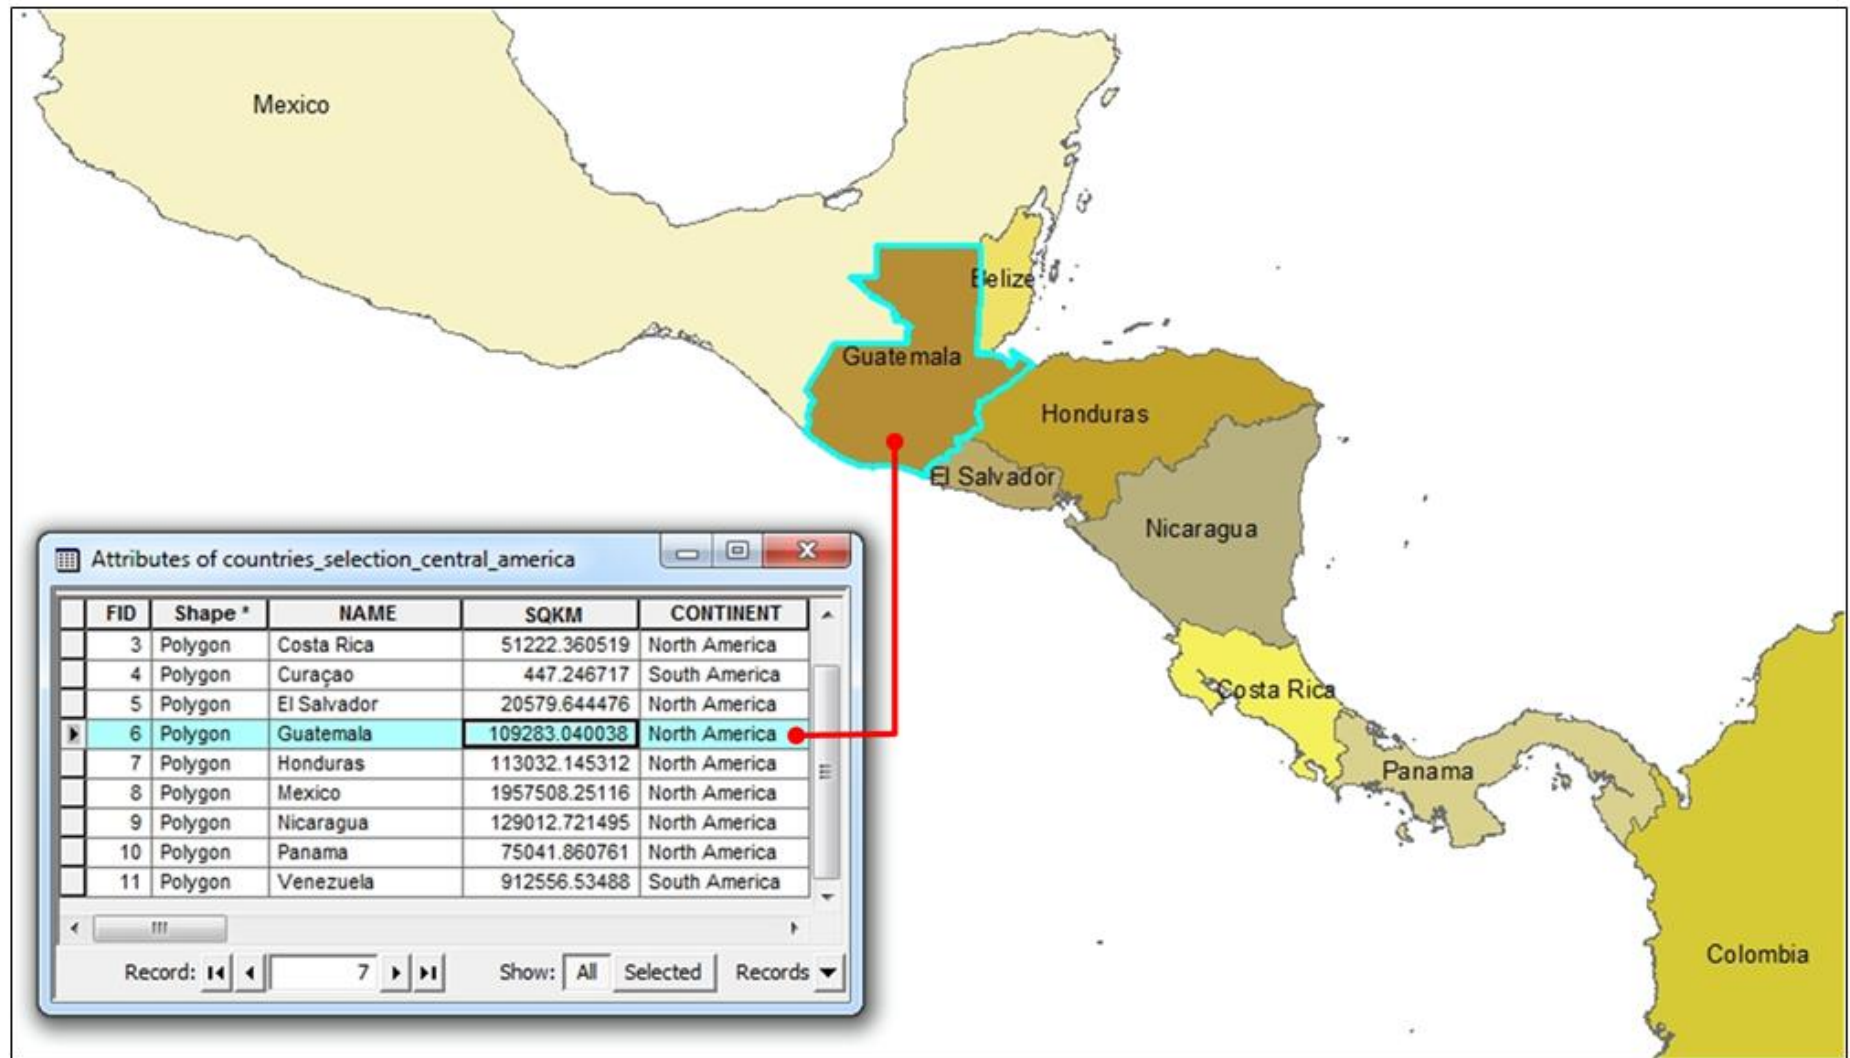 Mexico
Belize
Guatemala
Honduras
El Salvador
Nicaragua
Costa Rica
Panama
Colombia
Attributes of countries_selection_central_america
FID Shape * NAME SQKM CONTINENT
3 Polygon Costa Rica 51222.360519 North America
4 Polygon Curaçao 447.246717 South America
5 Polygon El Salvador 20579.644476 North America
6 Polygon Guatemala 109283.040038 North America
7 Polygon Honduras 113032.145312 North America
8 Polygon Mexico 1957508.25116 North America
9 Polygon Nicaragua 129012.721495 North America
10 Polygon Panama 75041.860761 North America
11 Polygon Venezuela 912556.53488 South America
Record: 7 Show: All Selected Records